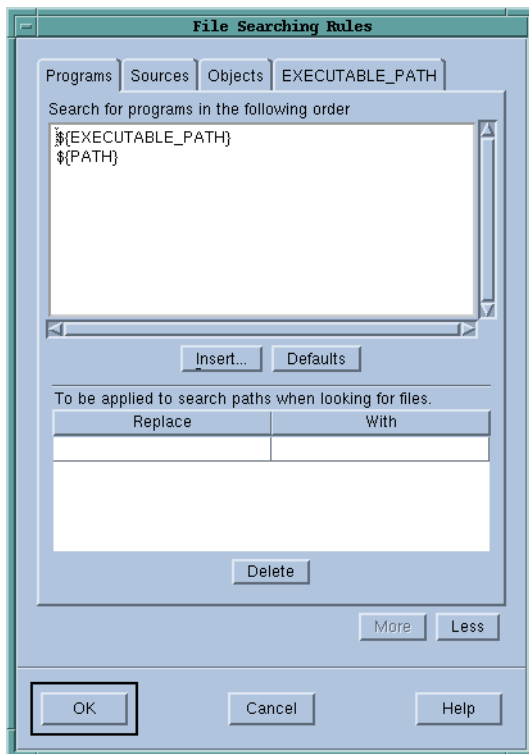 File Searching Rules
Programs Sources Objects EXECUTABLE_PATH
Search for programs in the following order
${EXECUTABLE_PATH}
${PATH}
Insert... Defaults
To be applied to search paths when looking for files.
Replace With
Delete
More Less
OK Cancel Help